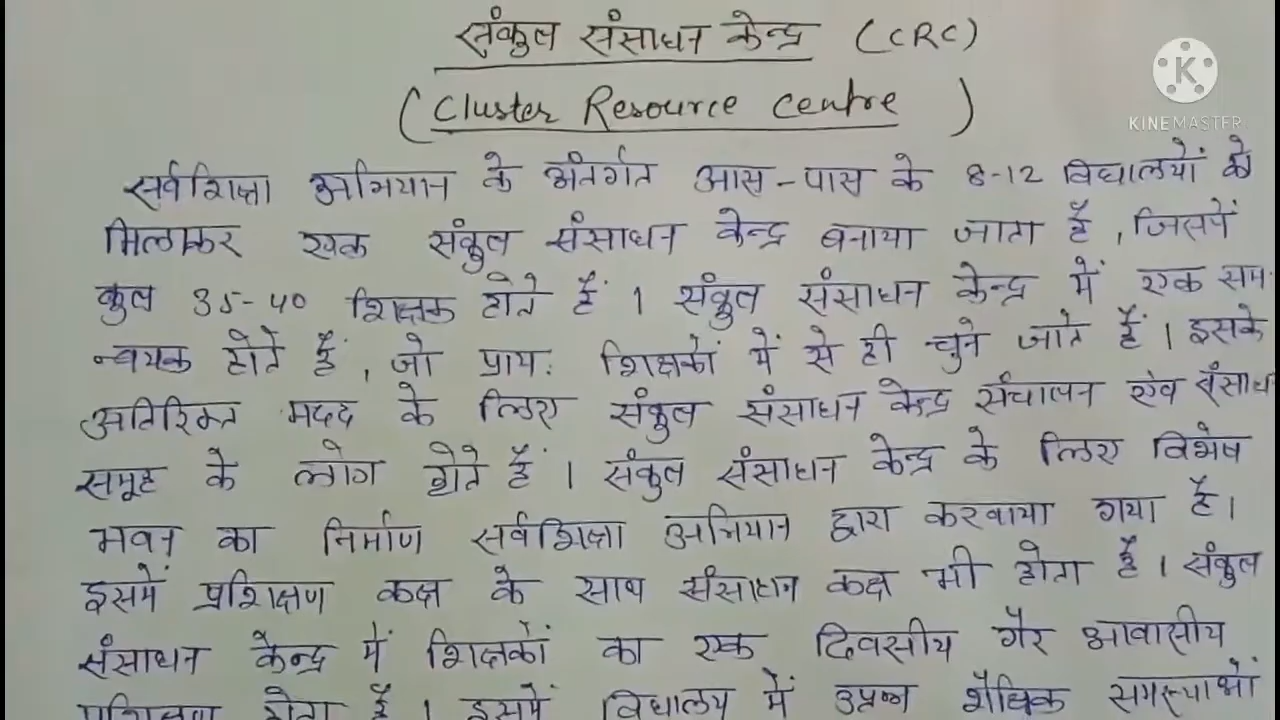 संकुल संसाधन केन्द्र (CRC)
(Cluster Resource Centre)
K
KINEMASTER
सर्वशिक्षा अभियान के अंतर्गत आस-पास के 8-12 विद्यालयों को
मिलाकर एक संकुल संसाधन केन्द्र बनाया जाता है, जिसमें
कुल 35-40 शिक्षक होते हैं । संकुल संसाधन केन्द्र में एक सम-
न्वयक होते हैं, जो प्राय: शिक्षकों में से ही चुने जाते हैं । इसके
अतिरिक्त मदद के लिए संकुल संसाधन केन्द्र संचालन एंव संसाध
समूह के लोग होते हैं । संकुल संसाधन केन्द्र के लिए विभेष
भवन का निर्माण सर्वशिक्षा अभियान द्वारा करवाया गया है।
इसमें प्रशिक्षण कक्ष के साथ संसाधन कक्ष भी होता है । संकुल
संसाधन केन्द्र में शिक्षकों का एक दिवसीय गैर आवासीय
प्रशिक्षण होता है । इसमें विद्यालय में उत्पन्न शैक्षिक समस्याओं